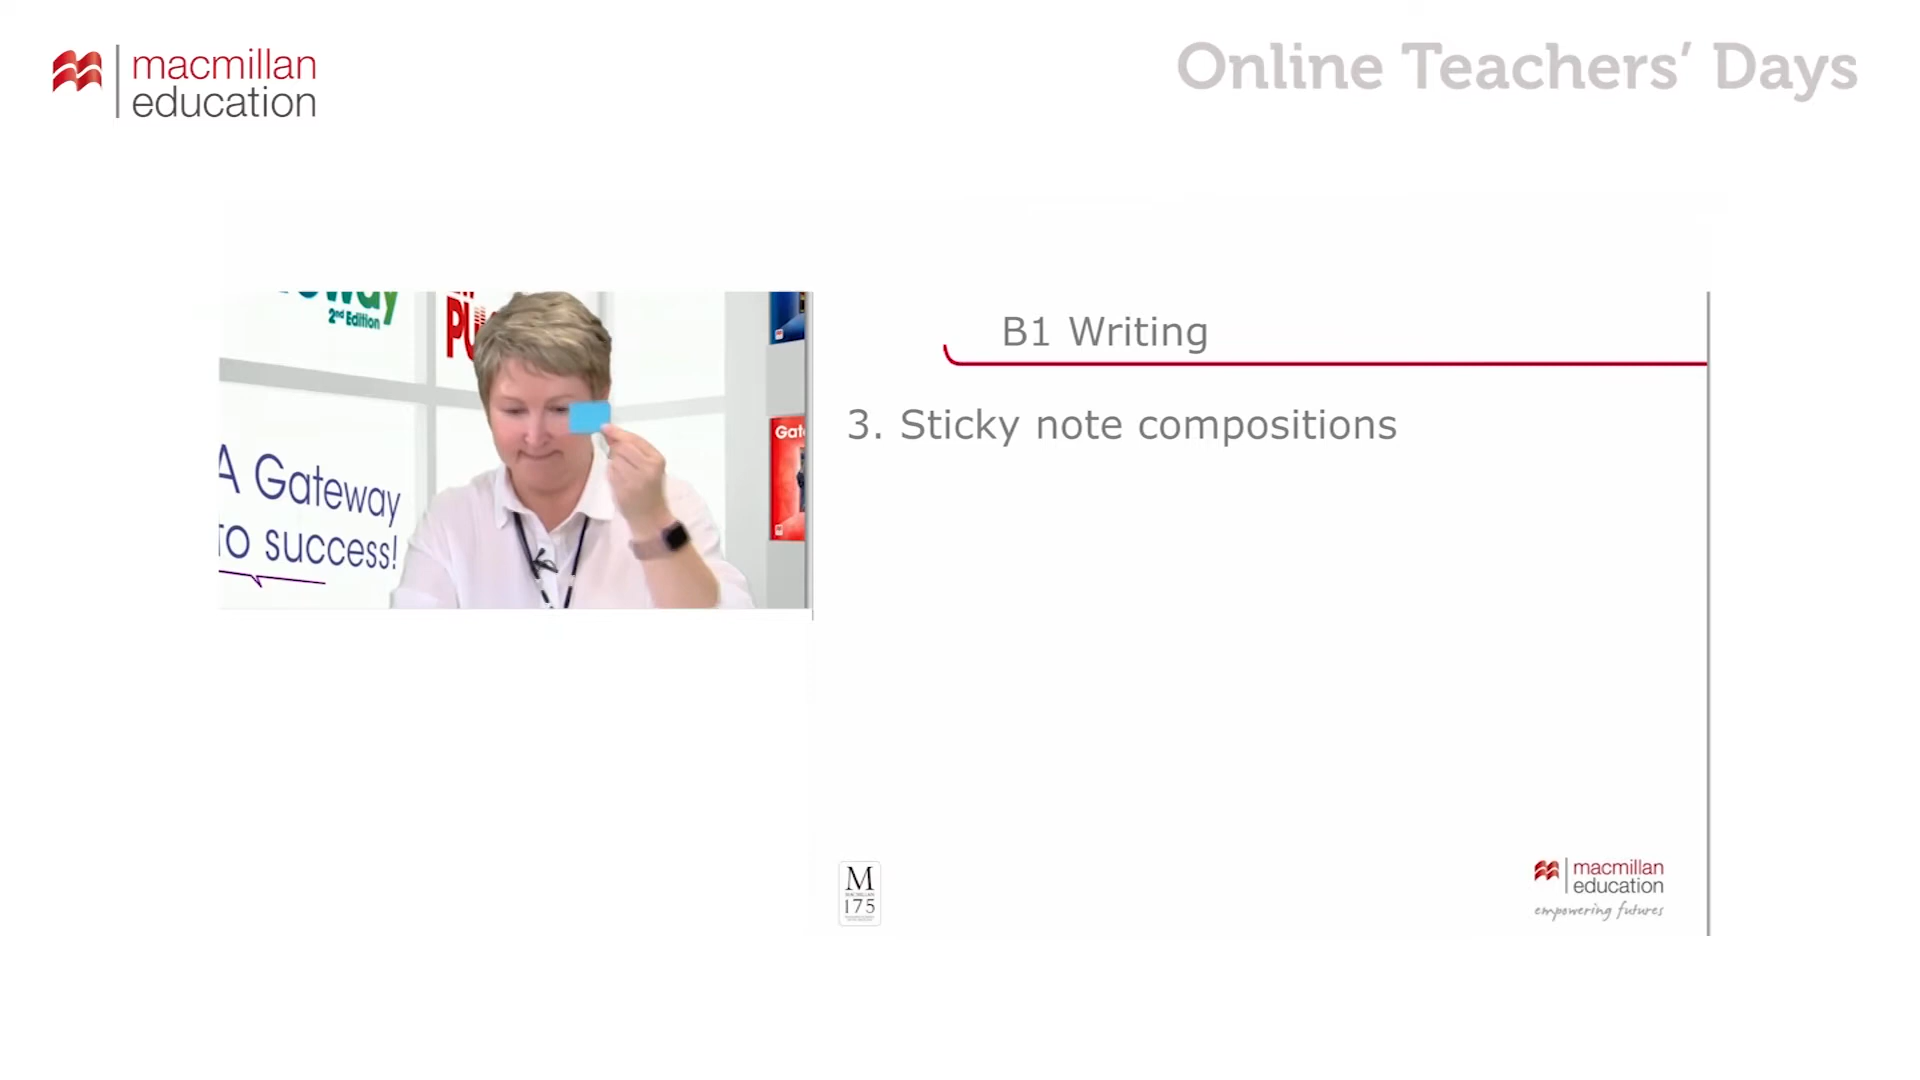 macmillan
education
Online Teachers’ Days
2nd Edition
A Gateway
to success!
B1 Writing
3. Sticky note compositions
M
175
macmillan
education
empowering futures